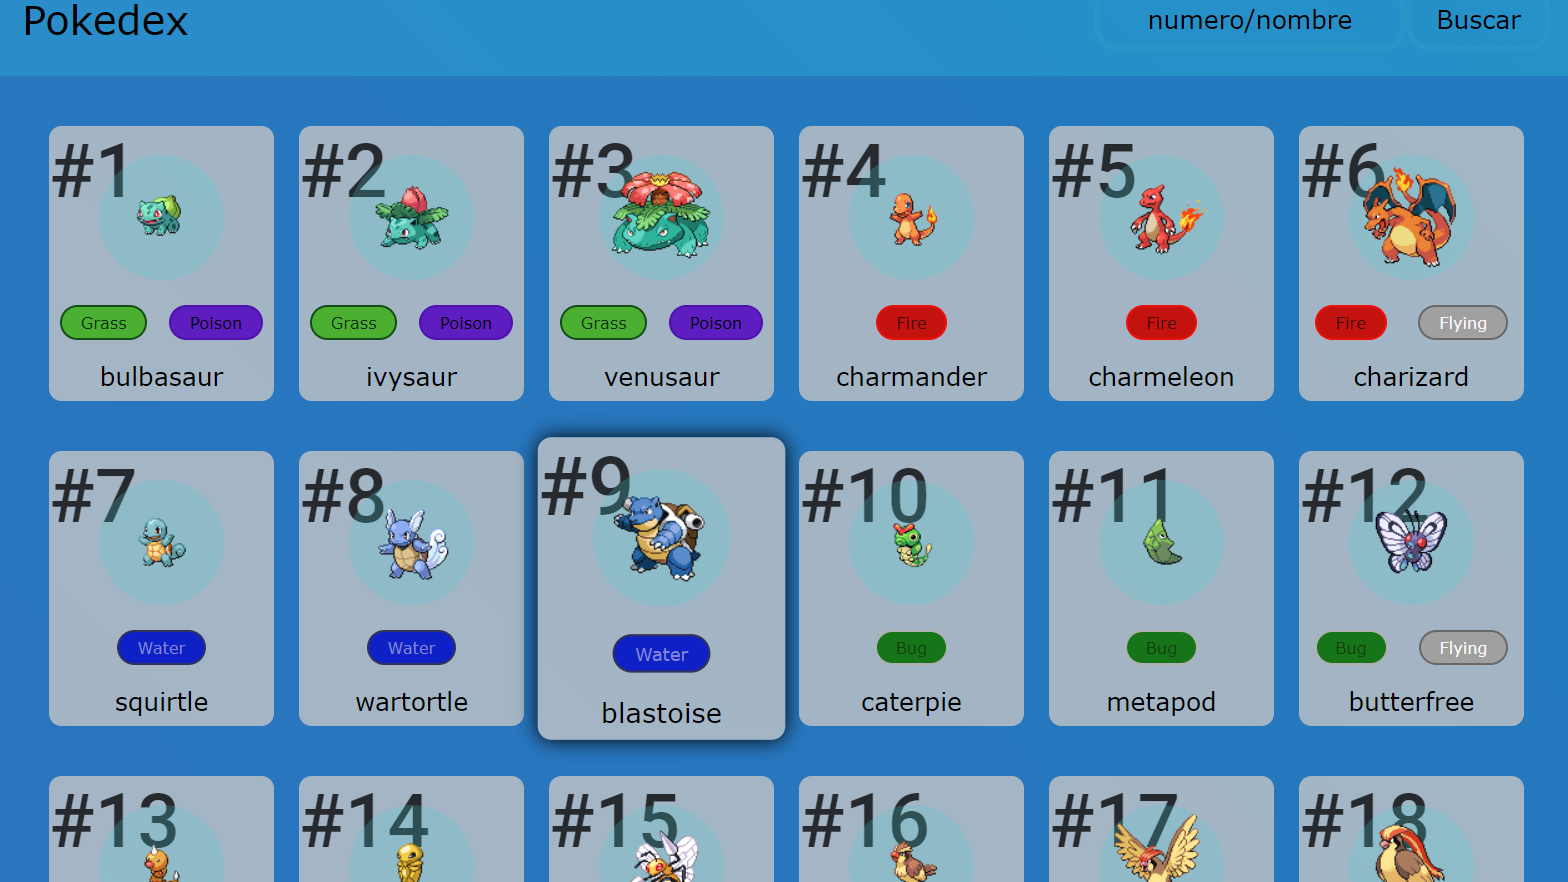 Pokedex numero/nombre Buscar
#1 #2 #3 #4 #5 #6
Grass Poison Grass Poison Grass Poison Fire Fire Fire Flying
bulbasaur ivysaur venusaur charmander charmeleon charizard
#7 #8 #9 #10 #11 #12
Water Water Water Bug Bug Bug Flying
squirtle wartortle blastoise caterpie metapod butterfree
#13 #14 #15 #16 #17 #18